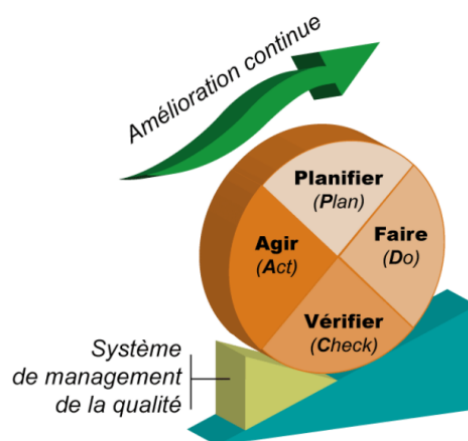 Amélioration continue
Planifier
(Plan)
Faire
(Do)
Agir
(Act)
Vérifier
(Check)
Système
de management
de la qualité